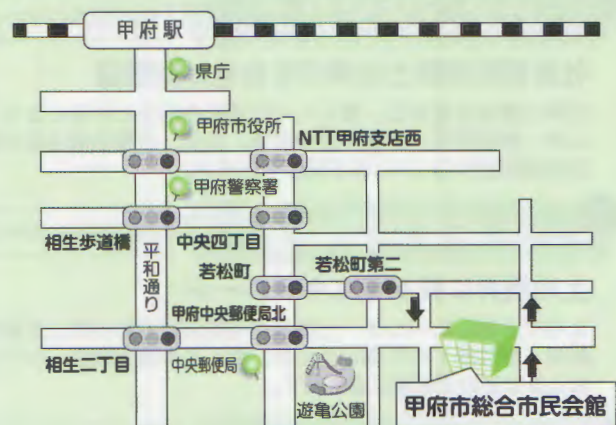 甲府駅
県庁
甲府市役所
NTT甲府支店西
甲府警察署
相生歩道橋
中央四丁目
平和通り
若松町
若松町第二
甲府中央郵便局北
相生二丁目
中央郵便局
遊亀公園
甲府市総合市民会館